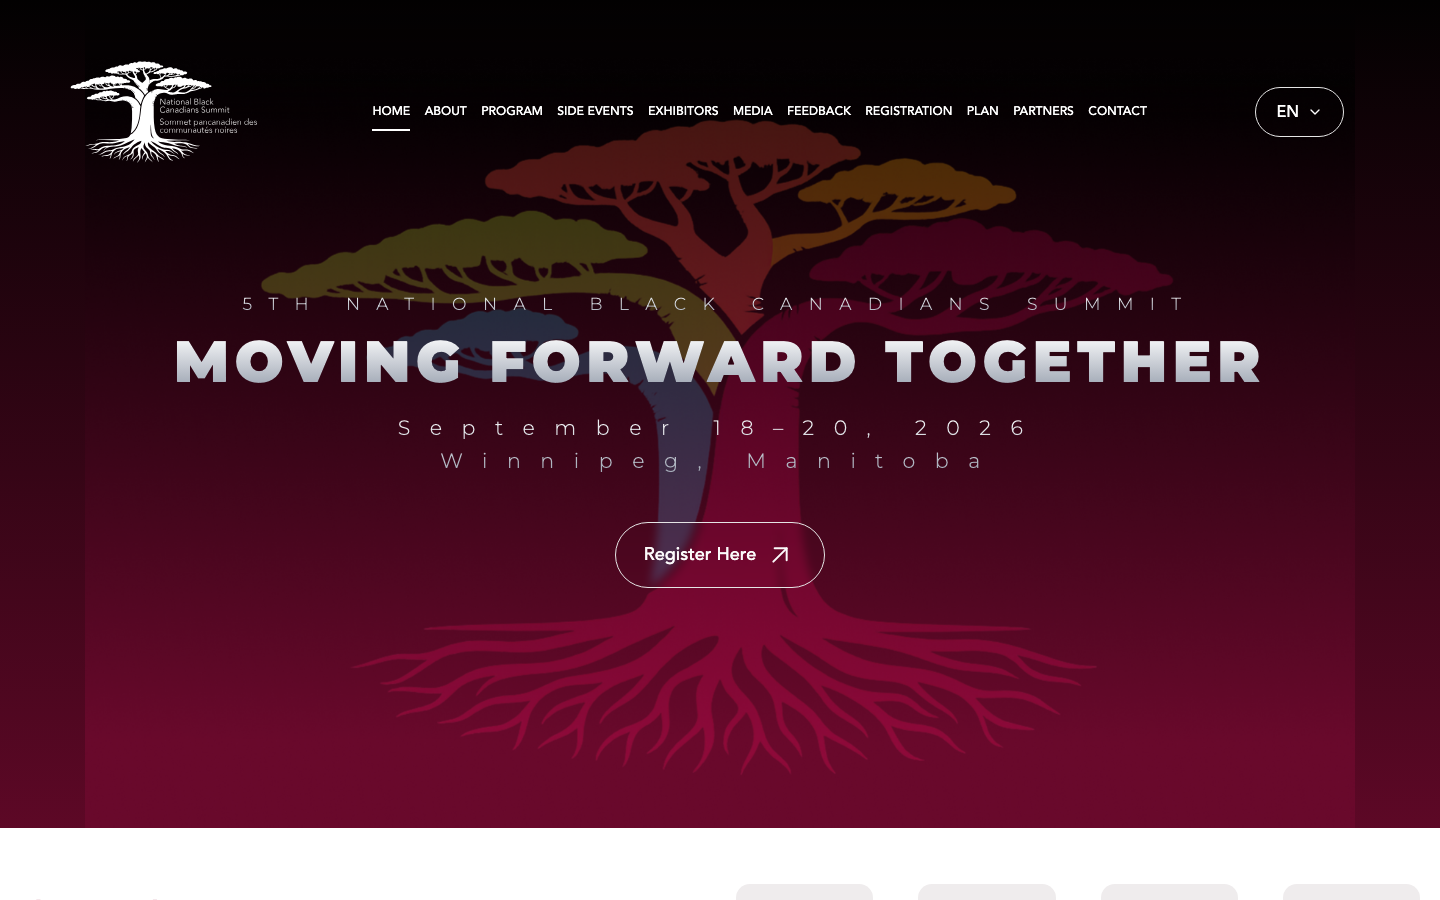 National Black
Canadians Summit
Sommet pancanadien des
communautés noires
HOME ABOUT PROGRAM SIDE EVENTS EXHIBITORS MEDIA FEEDBACK REGISTRATION PLAN PARTNERS CONTACT
EN
5TH NATIONAL BLACK CANADIANS SUMMIT
MOVING FORWARD TOGETHER
September 18–20, 2026
Winnipeg, Manitoba
Register Here